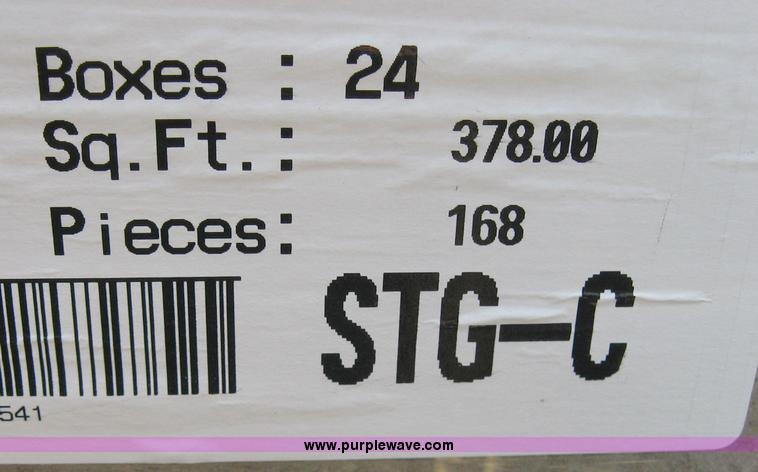 Boxes : 24
Sq.Ft.: 378.00
Pieces: 168
STG-C
541
www.purplewave.com